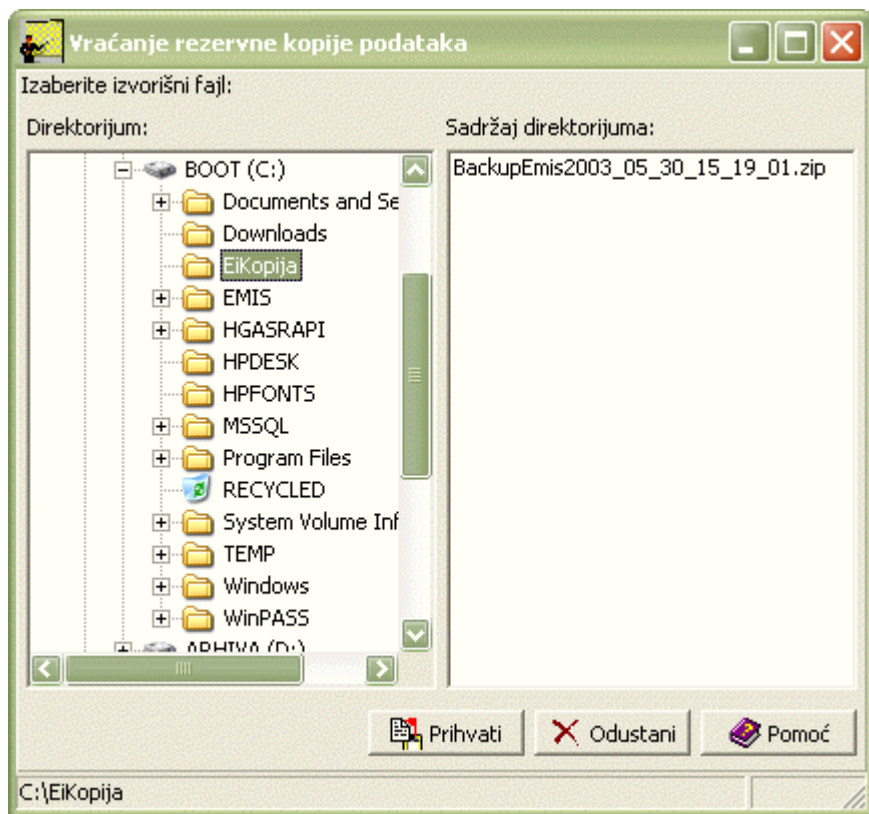 Vraćanje rezervne kopije podataka
Izaberite izvorišni fajl:
Direktorijum:
Sadržaj direktorijuma:
BOOT (C:)
Documents and Se
Downloads
EiKopija
EMIS
HGASRAPI
HPDESK
HPFONTS
MSSQL
Program Files
RECYCLED
System Volume Inf
TEMP
Windows
WinPASS
ARHIVA (D:)
BackupEmis2003_05_30_15_19_01.zip
Prihvati
Odustani
Pomoć
C:\EiKopija